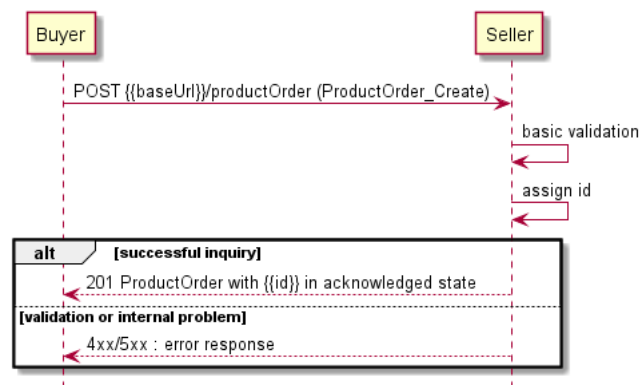 Buyer
Seller
POST {{baseUrl}}/productOrder (ProductOrder_Create)
basic validation
assign id
alt
[successful inquiry]
201 ProductOrder with {{id}} in acknowledged state
[validation or internal problem]
4xx/5xx : error response